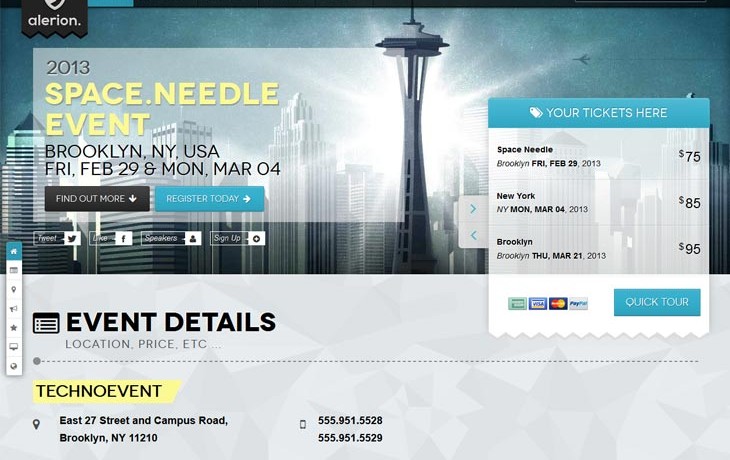 alerion.
2013
SPACE.NEEDLE
EVENT
BROOKLYN, NY, USA
FRI, FEB 29 & MON, MAR 04
FIND OUT MORE
REGISTER TODAY
Tweet
Like
Speakers
Sign Up
YOUR TICKETS HERE
Space Needle
Brooklyn FRI, FEB 29, 2013
$75
New York
NY MON, MAR 04, 2013
$85
Brooklyn
Brooklyn THU, MAR 21, 2013
$95
VISA
PayPal
QUICK TOUR
EVENT DETAILS
LOCATION, PRICE, ETC ...
TECHNOEVENT
East 27 Street and Campus Road,
Brooklyn, NY 11210
555.951.5528
555.951.5529